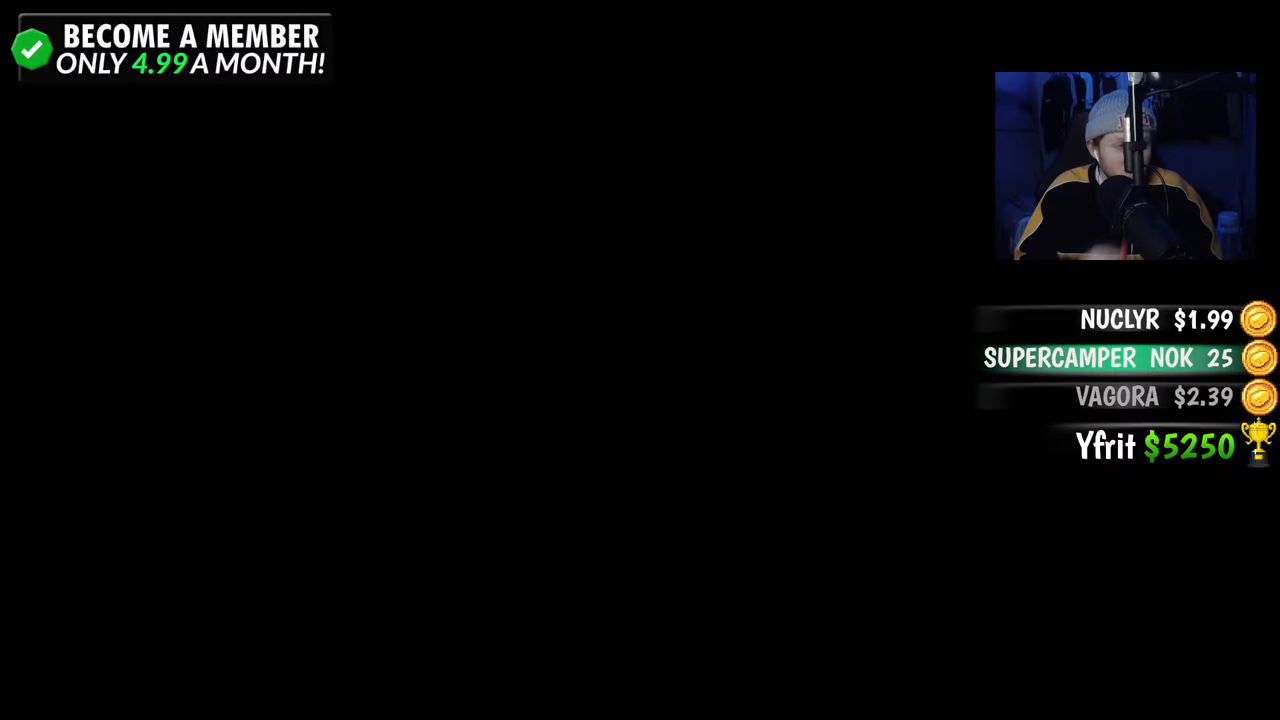 BECOME A MEMBER
ONLY 4.99 A MONTH!
NUCLYR $1.99
SUPERCAMPER NOK 25
VAGORA $2.39
Yfrit $5250